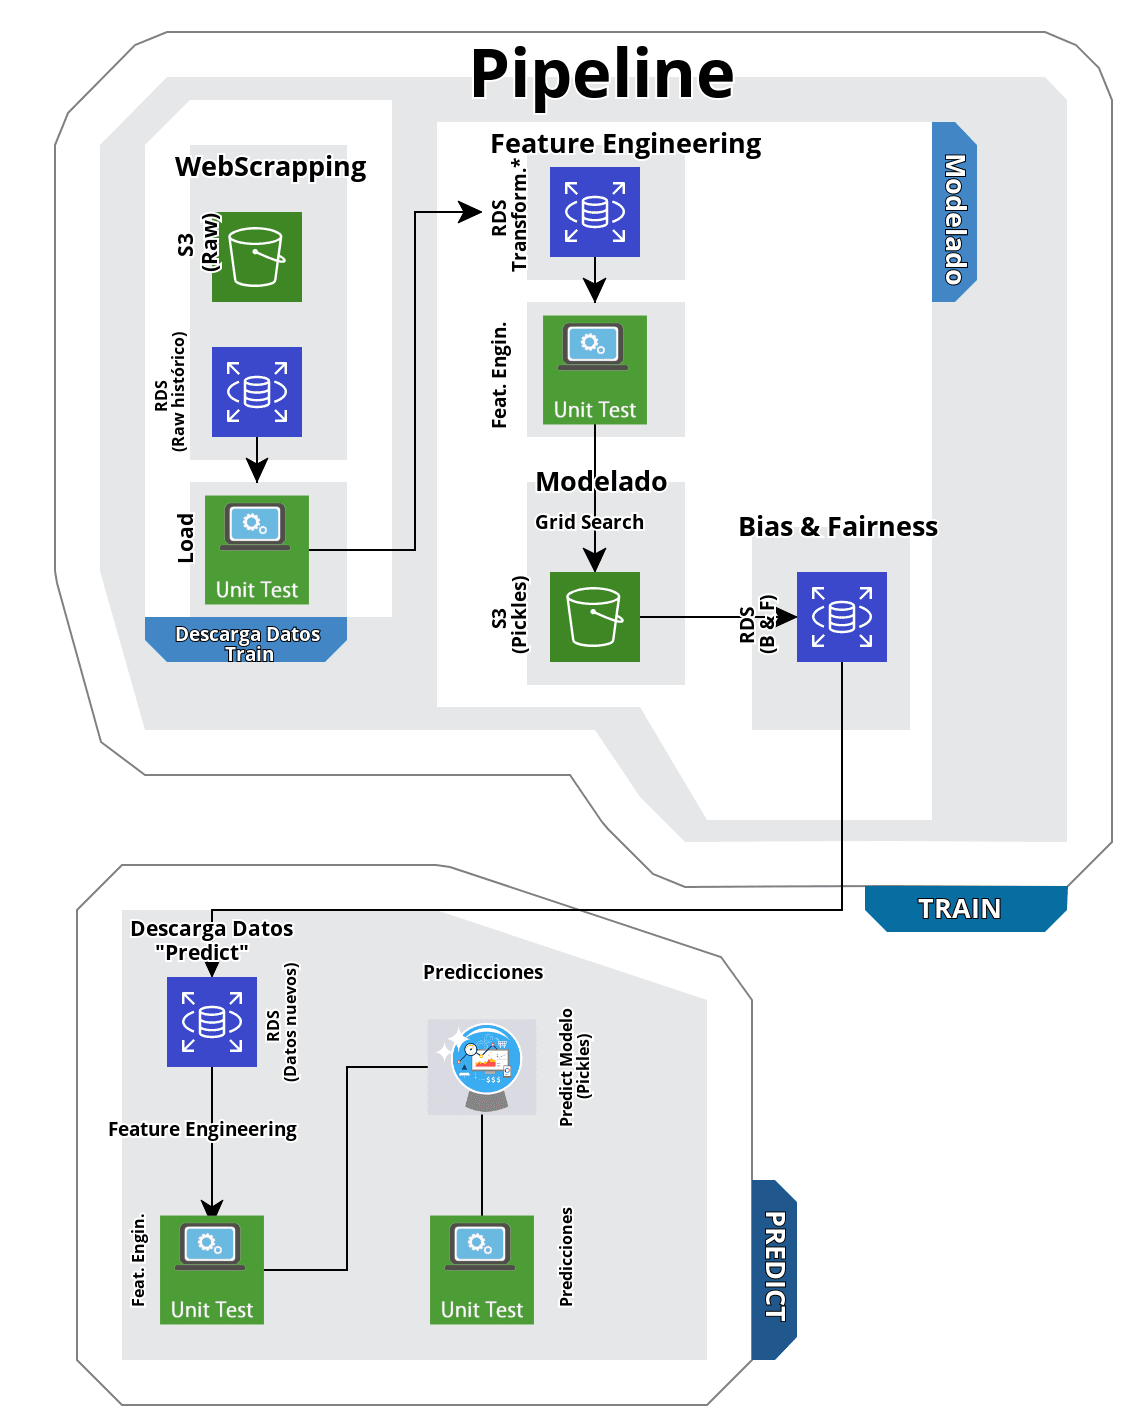 Pipeline
WebScrapping
S3
(Raw)
RDS
(Raw histórico)
Load
Unit Test
Descarga Datos
Train
Feature Engineering
RDS
Transform.*
Feat. Engin.
Unit Test
Modelado
Grid Search
S3
(Pickles)
Modelado
Bias & Fairness
RDS
(B & F)
TRAIN
Descarga Datos
"Predict"
RDS
(Datos nuevos)
Feature Engineering
Feat. Engin.
Unit Test
Predicciones
$$$
Predict Modelo
(Pickles)
Predicciones
Unit Test
PREDICT